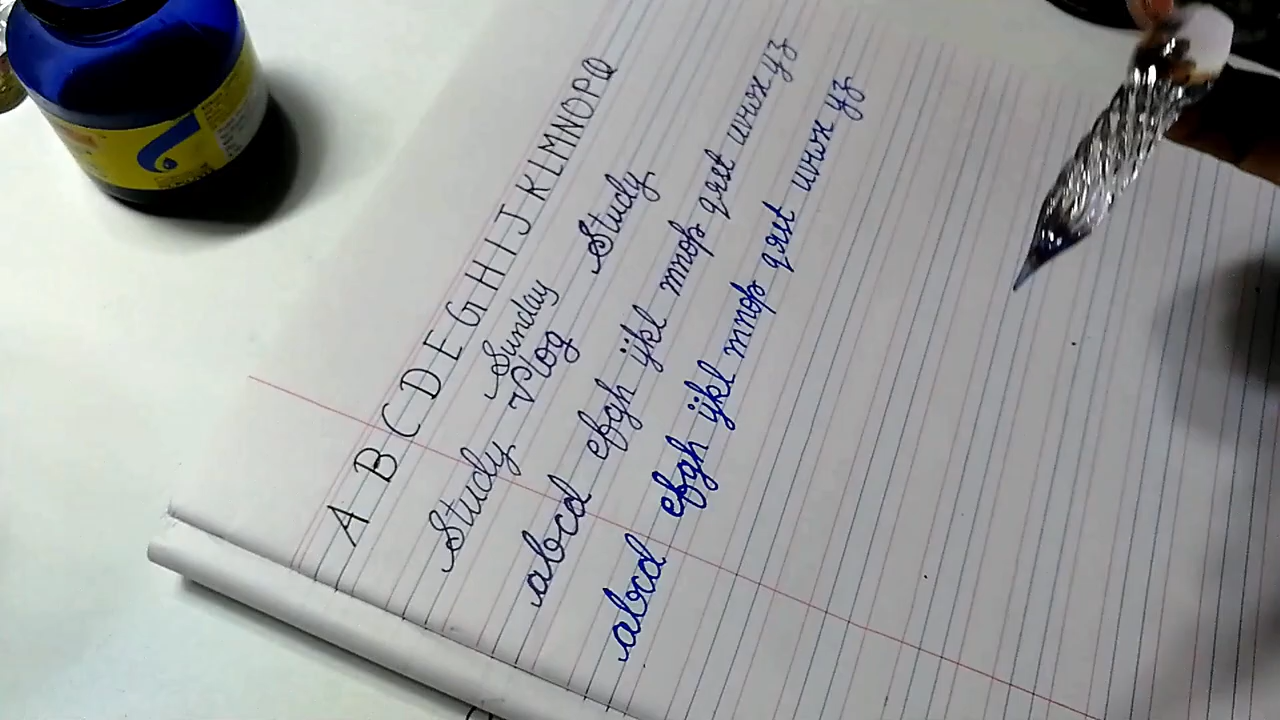 A B C D E G H I J K L M N O P Q
Sunday
Study Vlog Study
abcd efgh ijkl mnop qrst uvwx yz
abcd efgh ijkl mnop qrst uvwx yz